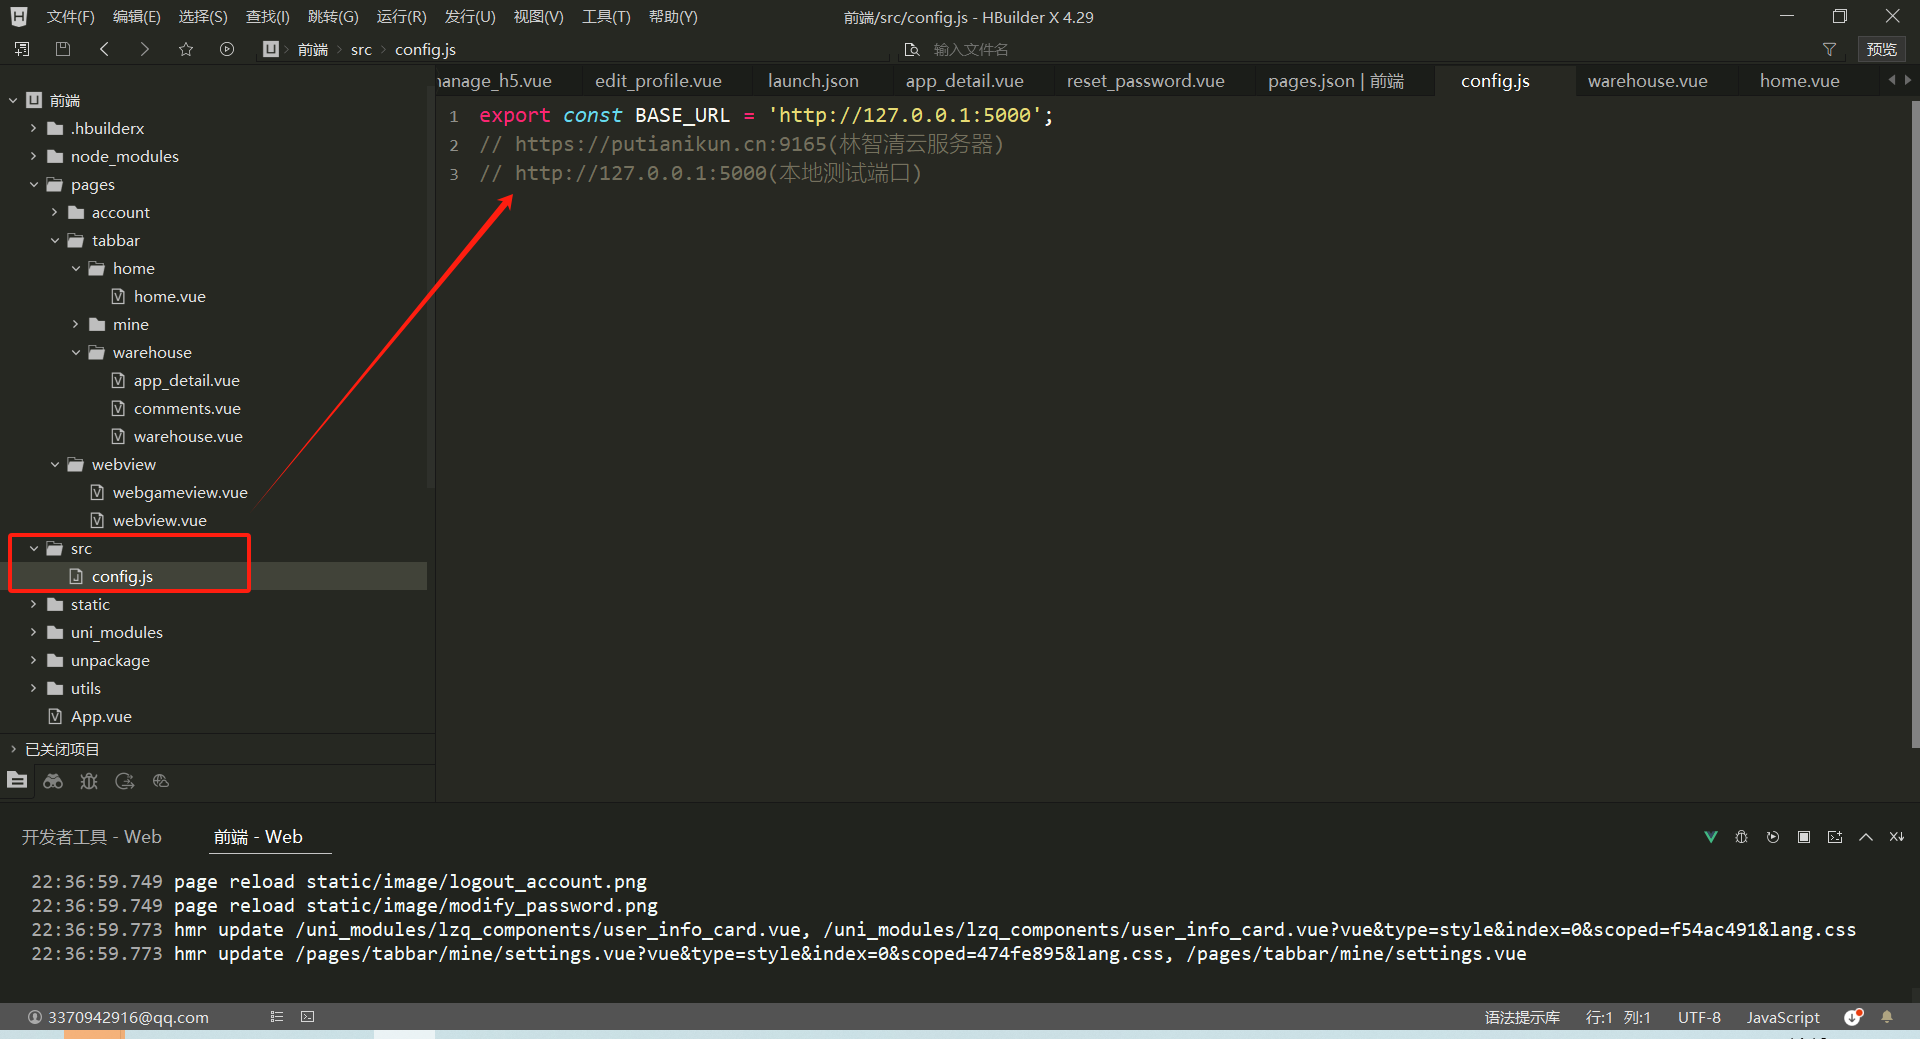 文件(F) 编辑(E) 选择(S) 查找(I) 跳转(G) 运行(R) 发行(U) 视图(V) 工具(T) 帮助(Y)
前端/src/config.js - HBuilder X 4.29
前端 src config.js
输入文件名
预览
manage_h5.vue edit_profile.vue launch.json app_detail.vue reset_password.vue pages.json | 前端 config.js warehouse.vue home.vue
前端
.hbuilderx
node_modules
pages
account
tabbar
home
home.vue
mine
warehouse
app_detail.vue
comments.vue
warehouse.vue
webview
webgameview.vue
webview.vue
src
config.js
static
uni_modules
unpackage
utils
App.vue
已关闭项目
1 export const BASE_URL = 'http://127.0.0.1:5000';
2 // https://putianikun.cn:9165(林智清云服务器)
3 // http://127.0.0.1:5000(本地测试端口)
开发者工具 - Web 前端 - Web
22:36:59.749 page reload static/image/logout_account.png
22:36:59.749 page reload static/image/modify_password.png
22:36:59.773 hmr update /uni_modules/lzq_components/user_info_card.vue, /uni_modules/lzq_components/user_info_card.vue?vue&type=style&index=0&scoped=f54ac491&lang.css
22:36:59.773 hmr update /pages/tabbar/mine/settings.vue?vue&type=style&index=0&scoped=474fe895&lang.css, /pages/tabbar/mine/settings.vue
3370942916@qq.com
语法提示库 行:1 列:1 UTF-8 JavaScript